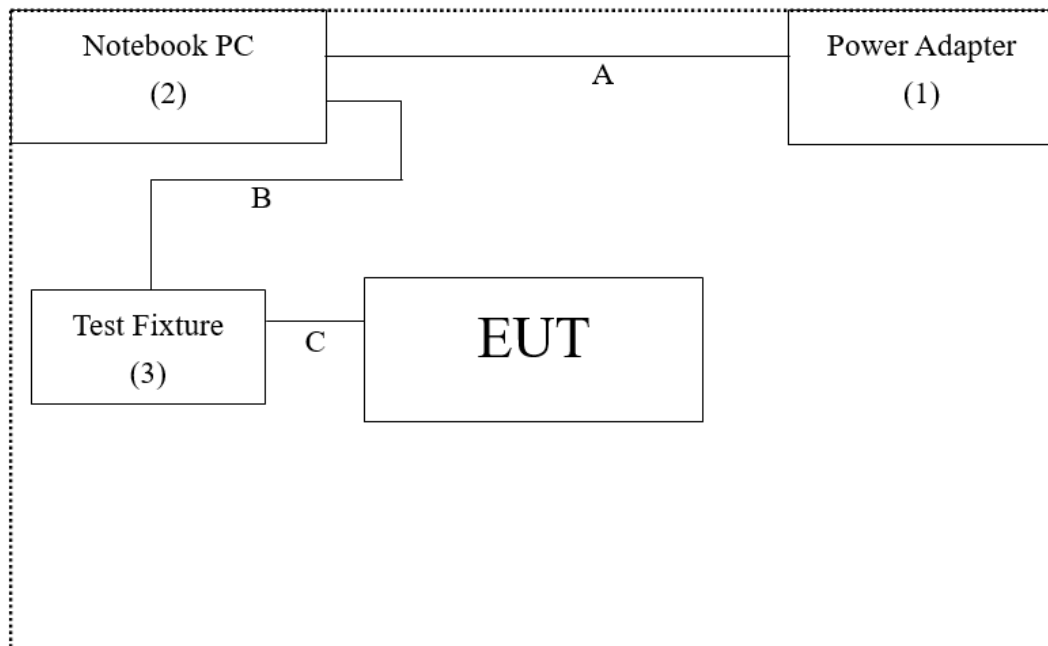 Notebook PC
(2)
Power Adapter
(1)
A
B
Test Fixture
(3)
C
EUT